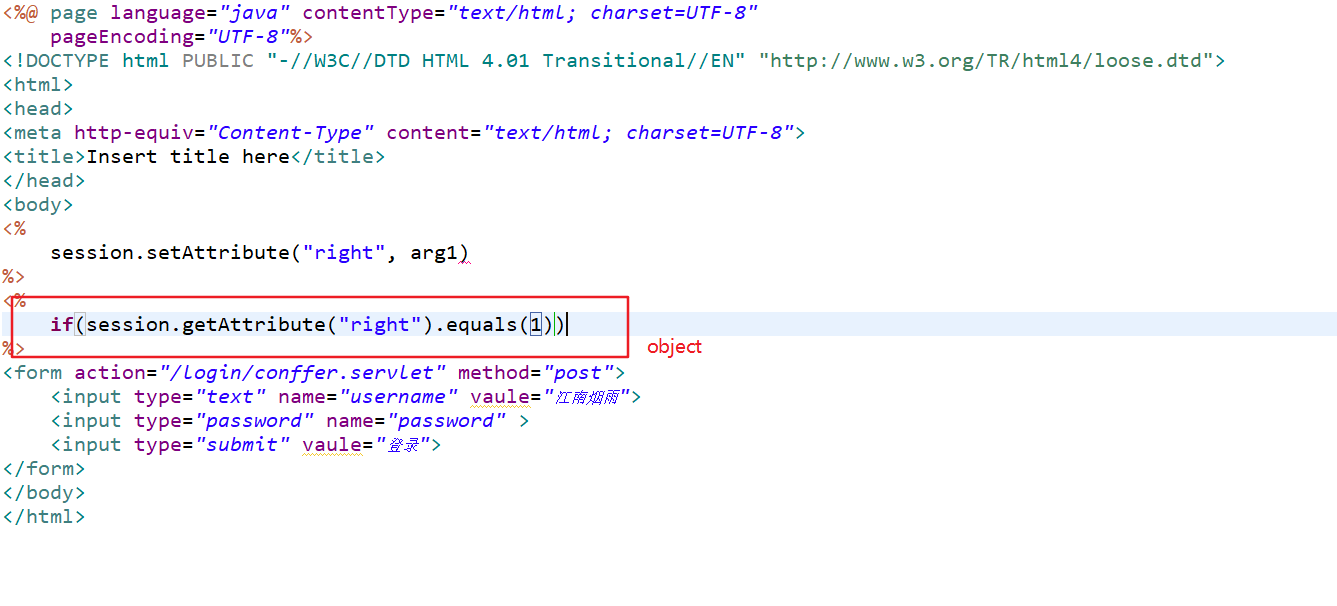 <%@ page language="java" contentType="text/html; charset=UTF-8"
    pageEncoding="UTF-8"%>
<!DOCTYPE html PUBLIC "-//W3C//DTD HTML 4.01 Transitional//EN" "http://www.w3.org/TR/html4/loose.dtd">
<html>
<head>
<meta http-equiv="Content-Type" content="text/html; charset=UTF-8">
<title>Insert title here</title>
</head>
<body>
<%
    session.setAttribute("right", arg1)
%>
<%
    if(session.getAttribute("right").equals(1))
%>
object
<form action="/login/conffer.servlet" method="post">
    <input type="text" name="username" vaule="江南烟雨">
    <input type="password" name="password" >
    <input type="submit" vaule="登录">
</form>
</body>
</html>